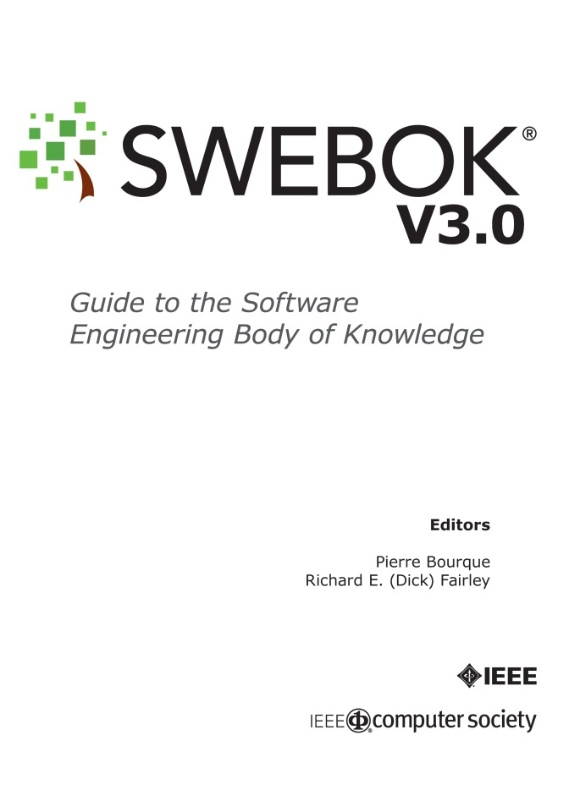 SWEBOK®
V3.0
Guide to the Software
Engineering Body of Knowledge
Editors
Pierre Bourque
Richard E. (Dick) Fairley
IEEE
IEEE computer society